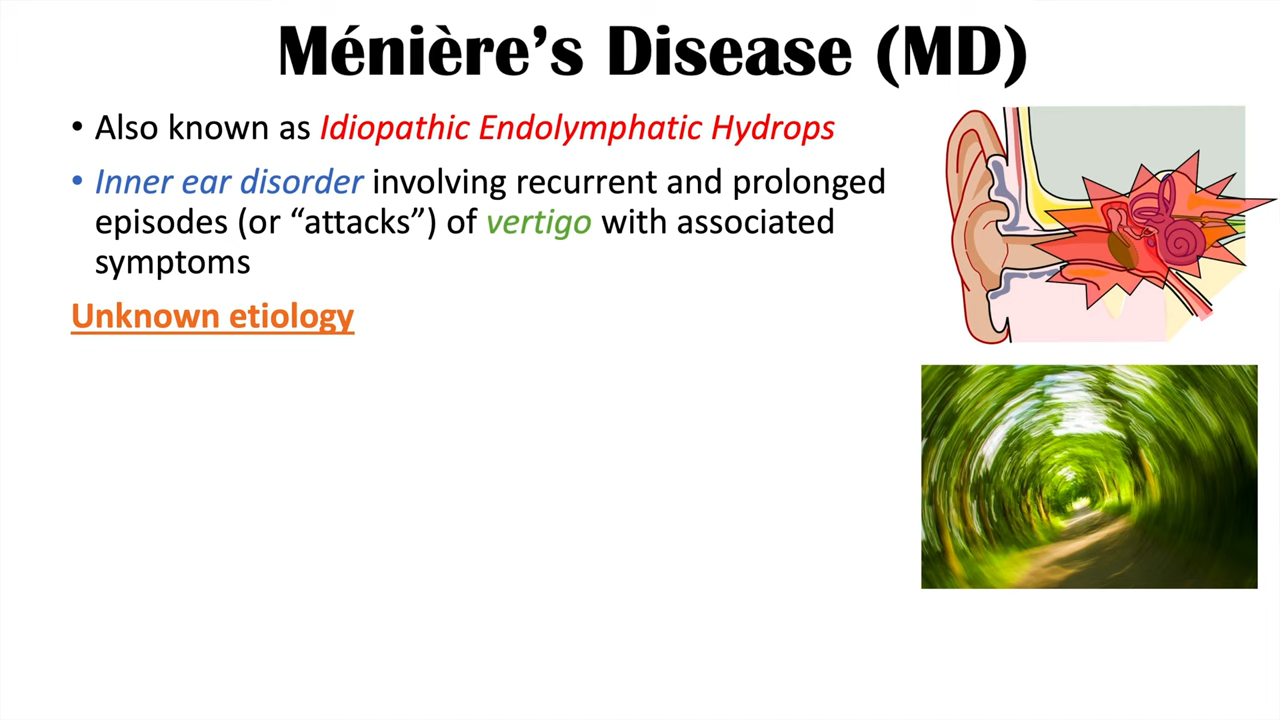 Ménière’s Disease (MD)
• Also known as Idiopathic Endolymphatic Hydrops
• Inner ear disorder involving recurrent and prolonged
episodes (or “attacks”) of vertigo with associated
symptoms
Unknown etiology